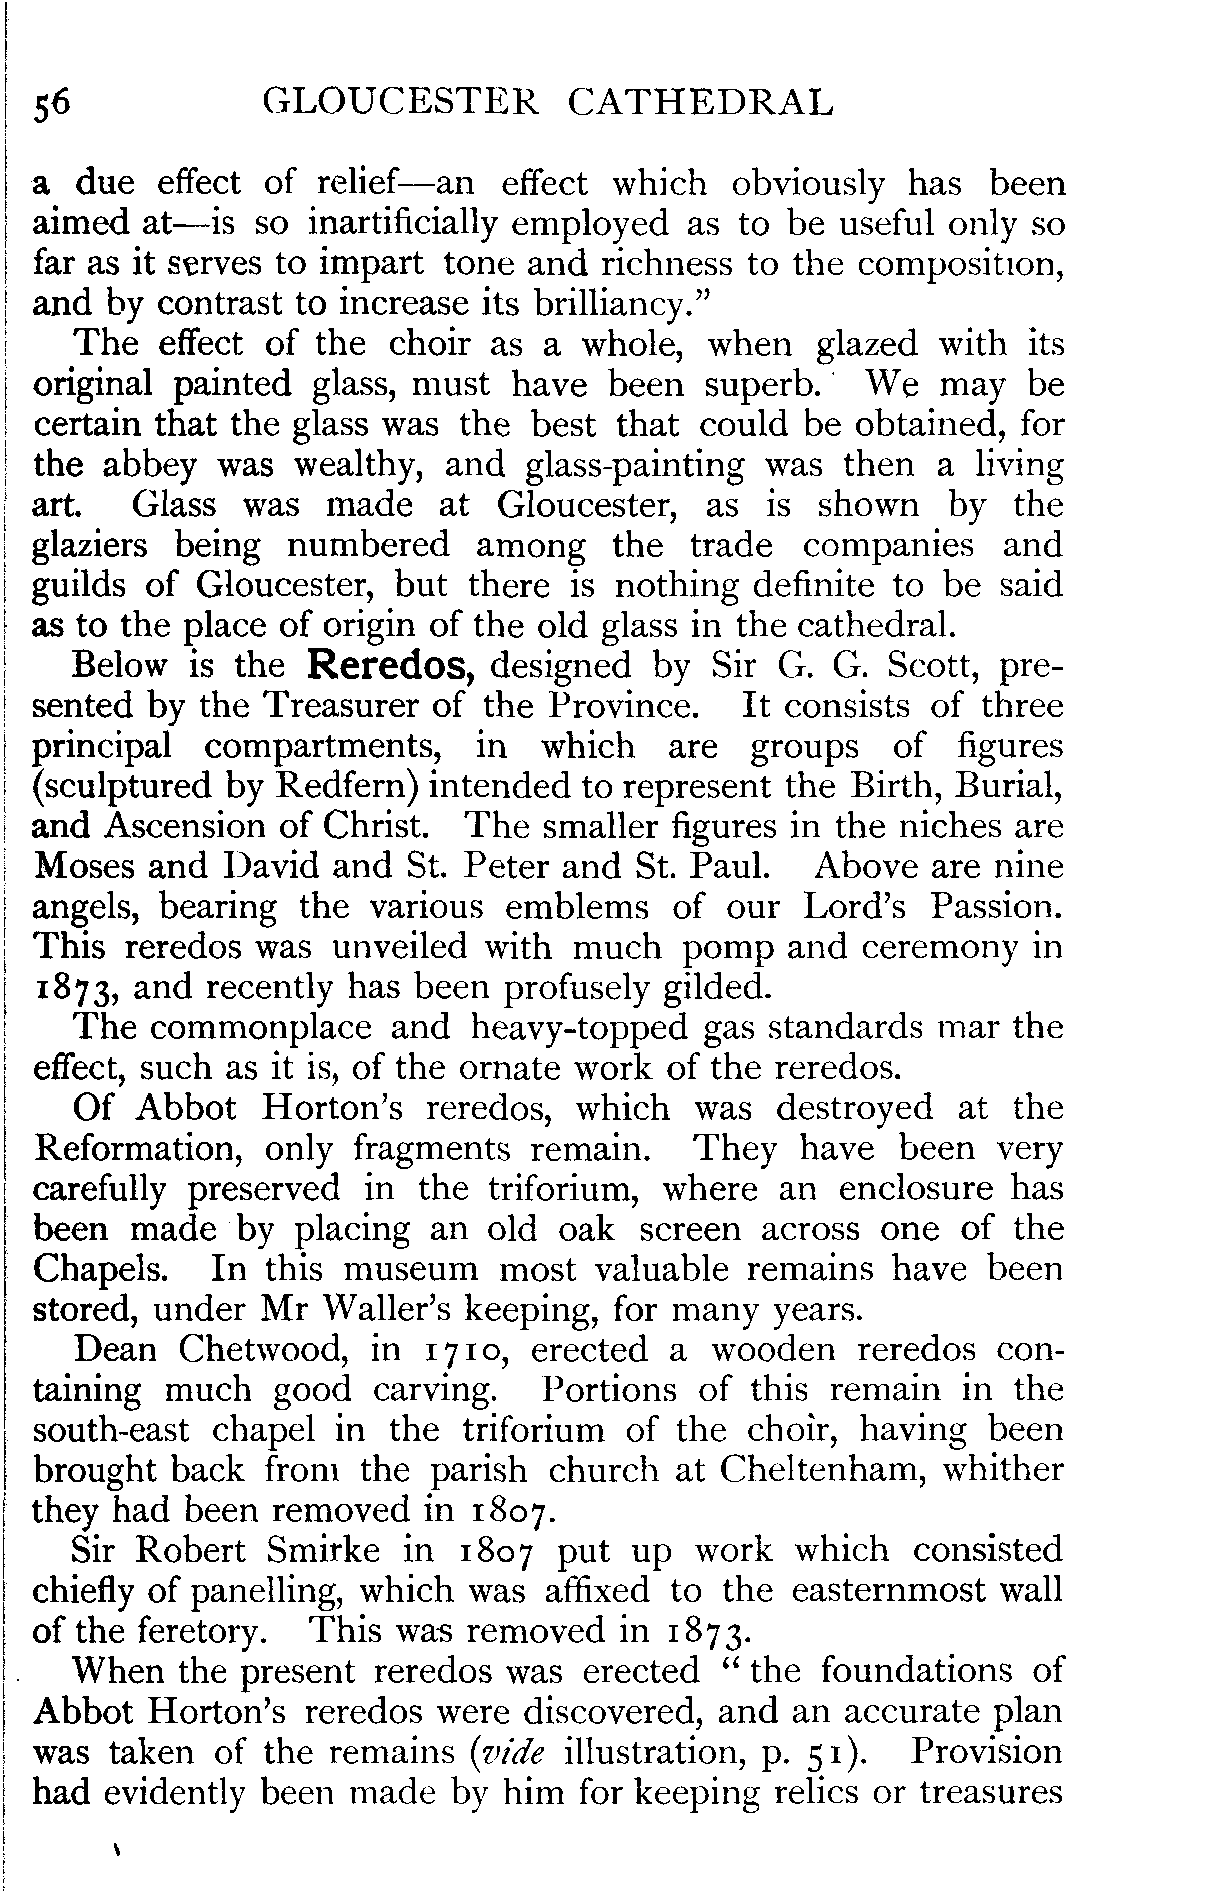 56 GLOUCESTER CATHEDRAL
a due effect of relief—an effect which obviously has been
aimed at—is so inartificially employed as to be useful only so
far as it serves to impart tone and richness to the composition,
and by contrast to increase its brilliancy.”
The effect of the choir as a whole, when glazed with its
original painted glass, must have been superb. We may be
certain that the glass was the best that could be obtained, for
the abbey was wealthy, and glass-painting was then a living
art. Glass was made at Gloucester, as is shown by the
glaziers being numbered among the trade companies and
guilds of Gloucester, but there is nothing definite to be said
as to the place of origin of the old glass in the cathedral.
Below is the Reredos, designed by Sir G. G. Scott, pre-
sented by the Treasurer of the Province. It consists of three
principal compartments, in which are groups of figures
(sculptured by Redfern) intended to represent the Birth, Burial,
and Ascension of Christ. The smaller figures in the niches are
Moses and David and St. Peter and St. Paul. Above are nine
angels, bearing the various emblems of our Lord’s Passion.
This reredos was unveiled with much pomp and ceremony in
1873, and recently has been profusely gilded.
The commonplace and heavy-topped gas standards mar the
effect, such as it is, of the ornate work of the reredos.
Of Abbot Horton’s reredos, which was destroyed at the
Reformation, only fragments remain. They have been very
carefully preserved in the triforium, where an enclosure has
been made by placing an old oak screen across one of the
Chapels. In this museum most valuable remains have been
stored, under Mr Waller’s keeping, for many years.
Dean Chetwood, in 1710, erected a wooden reredos con-
taining much good carving. Portions of this remain in the
south-east chapel in the triforium of the choir, having been
brought back from the parish church at Cheltenham, whither
they had been removed in 1807.
Sir Robert Smirke in 1807 put up work which consisted
chiefly of panelling, which was affixed to the easternmost wall
of the feretory. This was removed in 1873.
When the present reredos was erected “the foundations of
Abbot Horton’s reredos were discovered, and an accurate plan
was taken of the remains (vide illustration, p. 51). Provision
had evidently been made by him for keeping relics or treasures